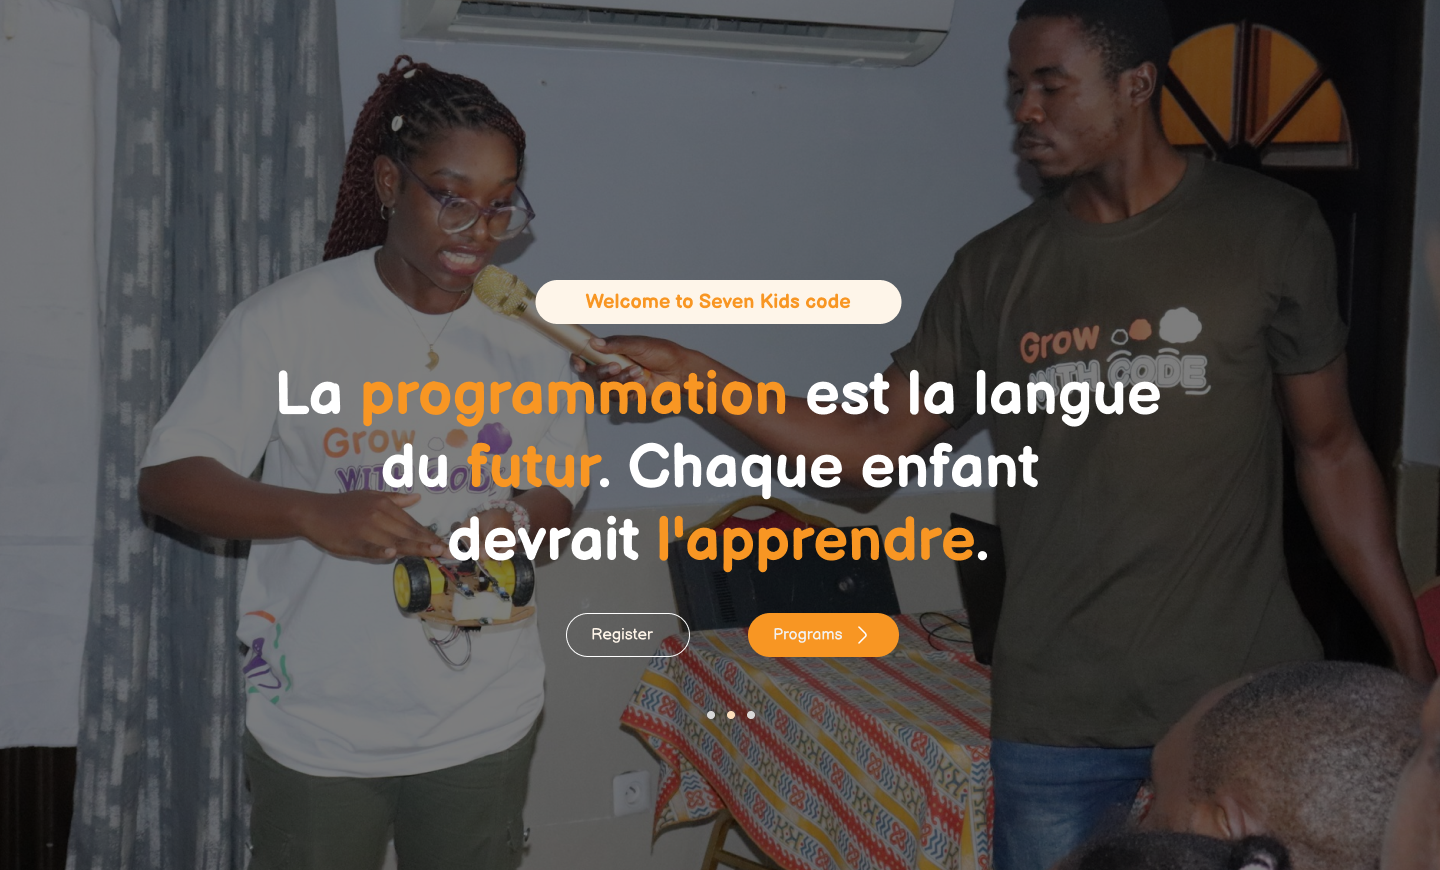 Welcome to Seven Kids code
Grow
WITH CODE
La programmation est la langue
Grow
WITH CODE
du futur. Chaque enfant
devrait l'apprendre.
Register
Programs